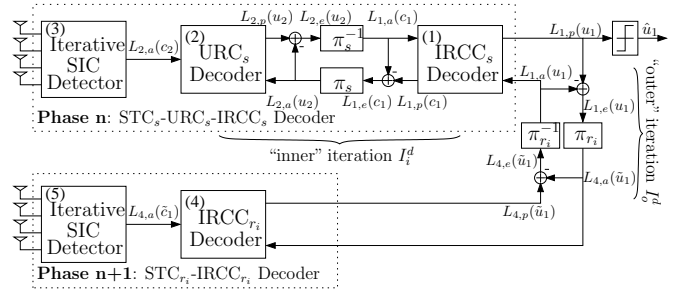 (3)
Iterative
SIC
Detector
L_{2,a}(c_2)
(2)
URC_s
Decoder
L_{2,p}(u_2)
L_{2,e}(u_2)
π_s^{-1}
L_{1,a}(c_1)
L_{2,a}(u_2)
π_s
L_{1,e}(c_1)
L_{1,p}(c_1)
(1)
IRCC_s
Decoder
L_{1,p}(u_1)
û_1
L_{1,a}(u_1)
L_{1,e}(u_1)
Phase n: STC_s-URC_s-IRCC_s Decoder
“inner” iteration I_i^d
“outer” iteration I_o^d
π_{r_i}^{-1}
π_{r_i}
L_{4,e}(ũ_1)
L_{4,a}(ũ_1)
L_{4,p}(ũ_1)
(5)
Iterative
SIC
Detector
L_{4,a}(c̃_1)
(4)
IRCC_{r_i}
Decoder
Phase n+1: STC_{r_i}-IRCC_{r_i} Decoder